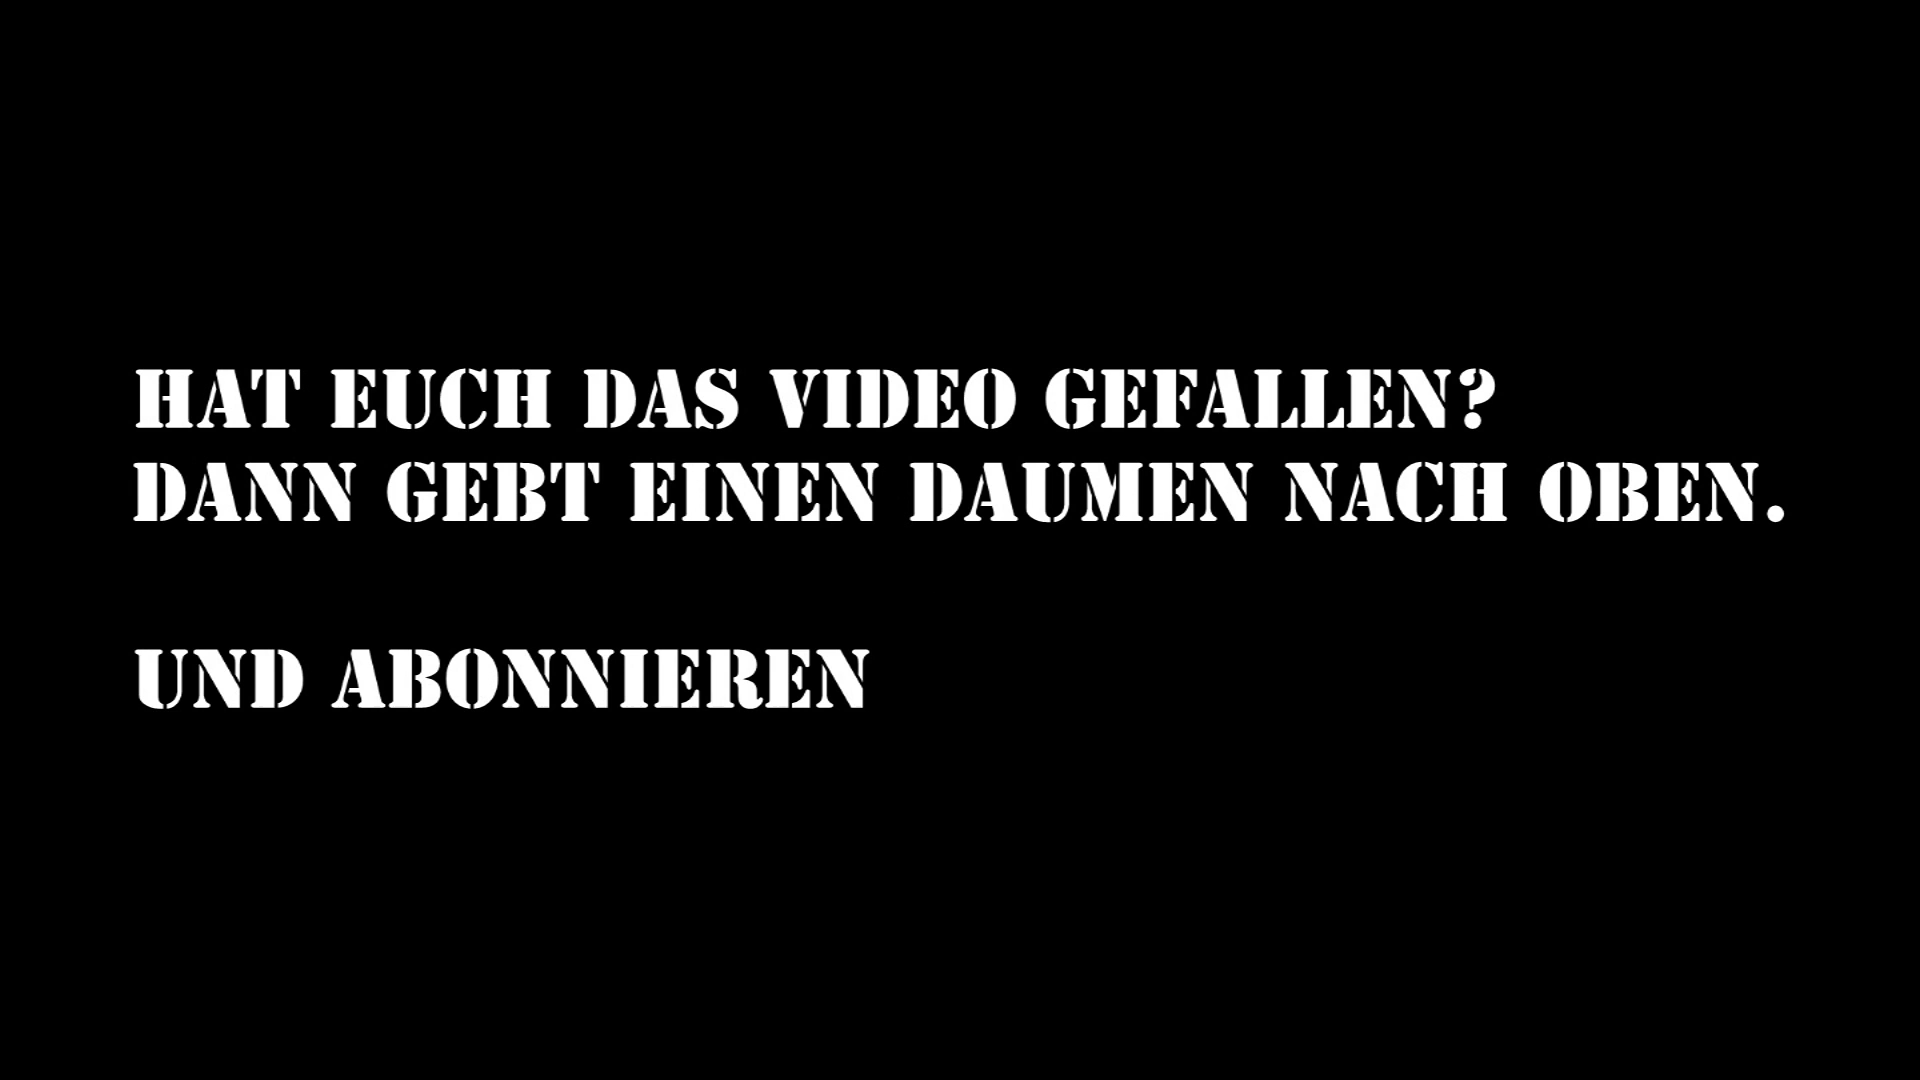 HAT EUCH DAS VIDEO GEFALLEN?
DANN GEBT EINEN DAUMEN NACH OBEN.
UND ABONNIEREN